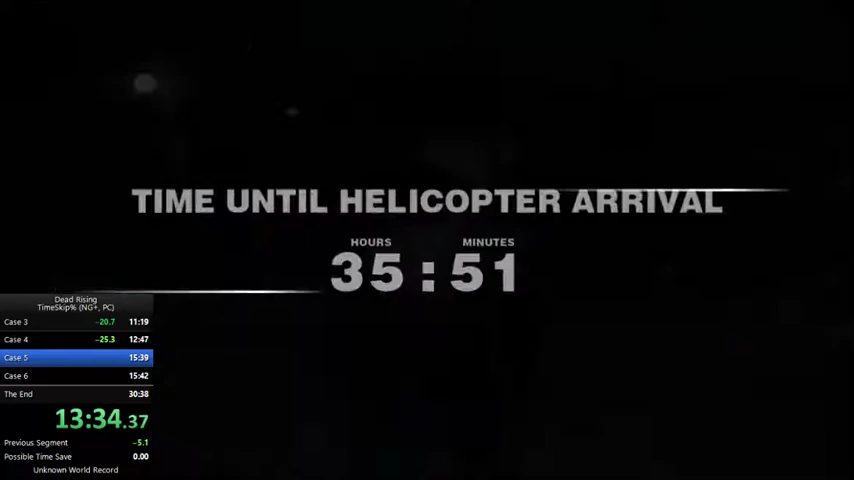 TIME UNTIL HELICOPTER ARRIVAL
HOURS MINUTES
35:51
Dead Rising
TimeSkip% (NG+, PC)
Case 3 -20.7 11:19
Case 4 -25.3 12:47
Case 5 15:39
Case 6 15:42
The End 30:38
13:34.37
Previous Segment -5.1
Possible Time Save 0.00
Unknown World Record